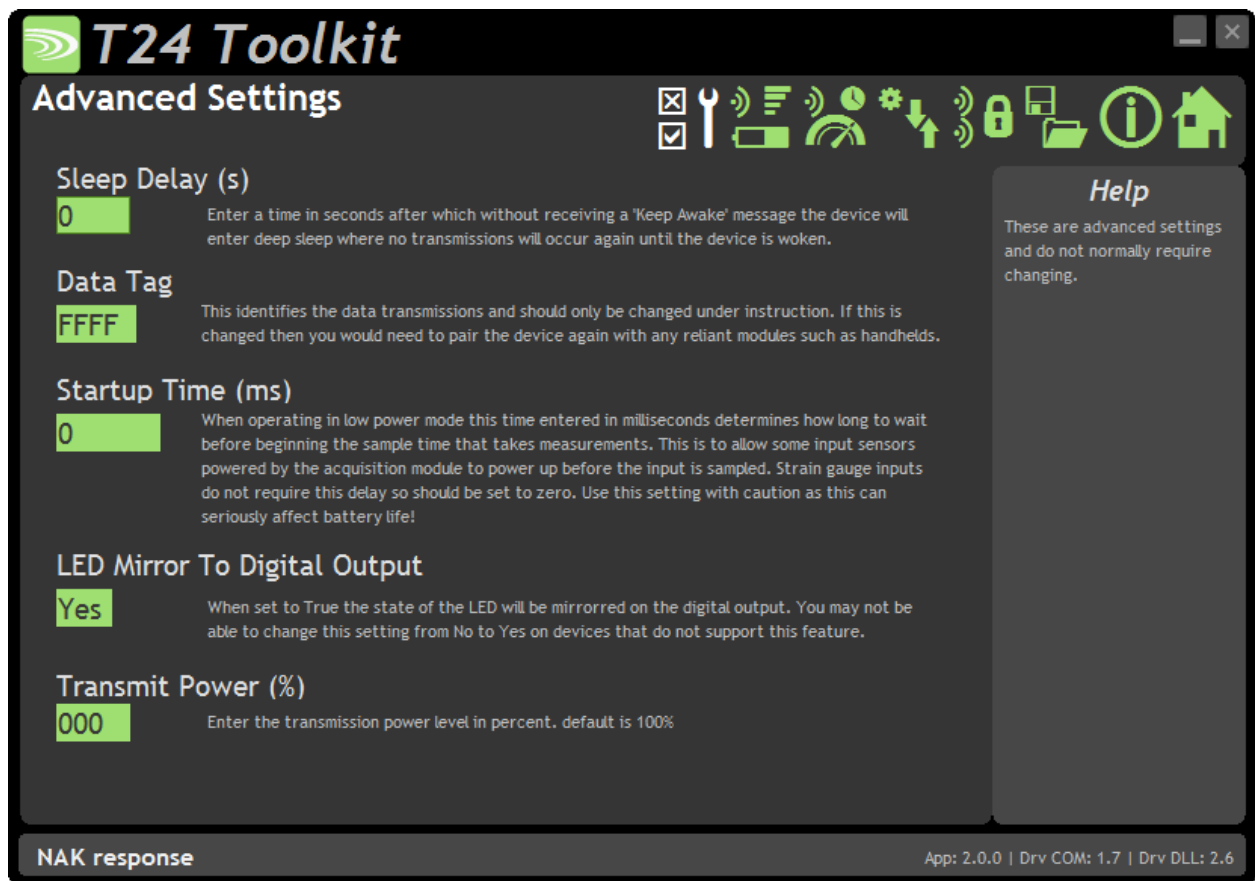 T24 Toolkit
Advanced Settings
Sleep Delay (s)
0
Enter a time in seconds after which without receiving a 'Keep Awake' message the device will
enter deep sleep where no transmissions will occur again until the device is woken.
Data Tag
FFFF
This identifies the data transmissions and should only be changed under instruction. If this is
changed then you would need to pair the device again with any reliant modules such as handhelds.
Startup Time (ms)
0
When operating in low power mode this time entered in milliseconds determines how long to wait
before beginning the sample time that takes measurements. This is to allow some input sensors
powered by the acquisition module to power up before the input is sampled. Strain gauge inputs
do not require this delay so should be set to zero. Use this setting with caution as this can
seriously affect battery life!
LED Mirror To Digital Output
Yes
When set to True the state of the LED will be mirrorred on the digital output. You may not be
able to change this setting from No to Yes on devices that do not support this feature.
Transmit Power (%)
000
Enter the transmission power level in percent. default is 100%
Help
These are advanced settings
and do not normally require
changing.
NAK response
App: 2.0.0 | Drv COM: 1.7 | Drv DLL: 2.6